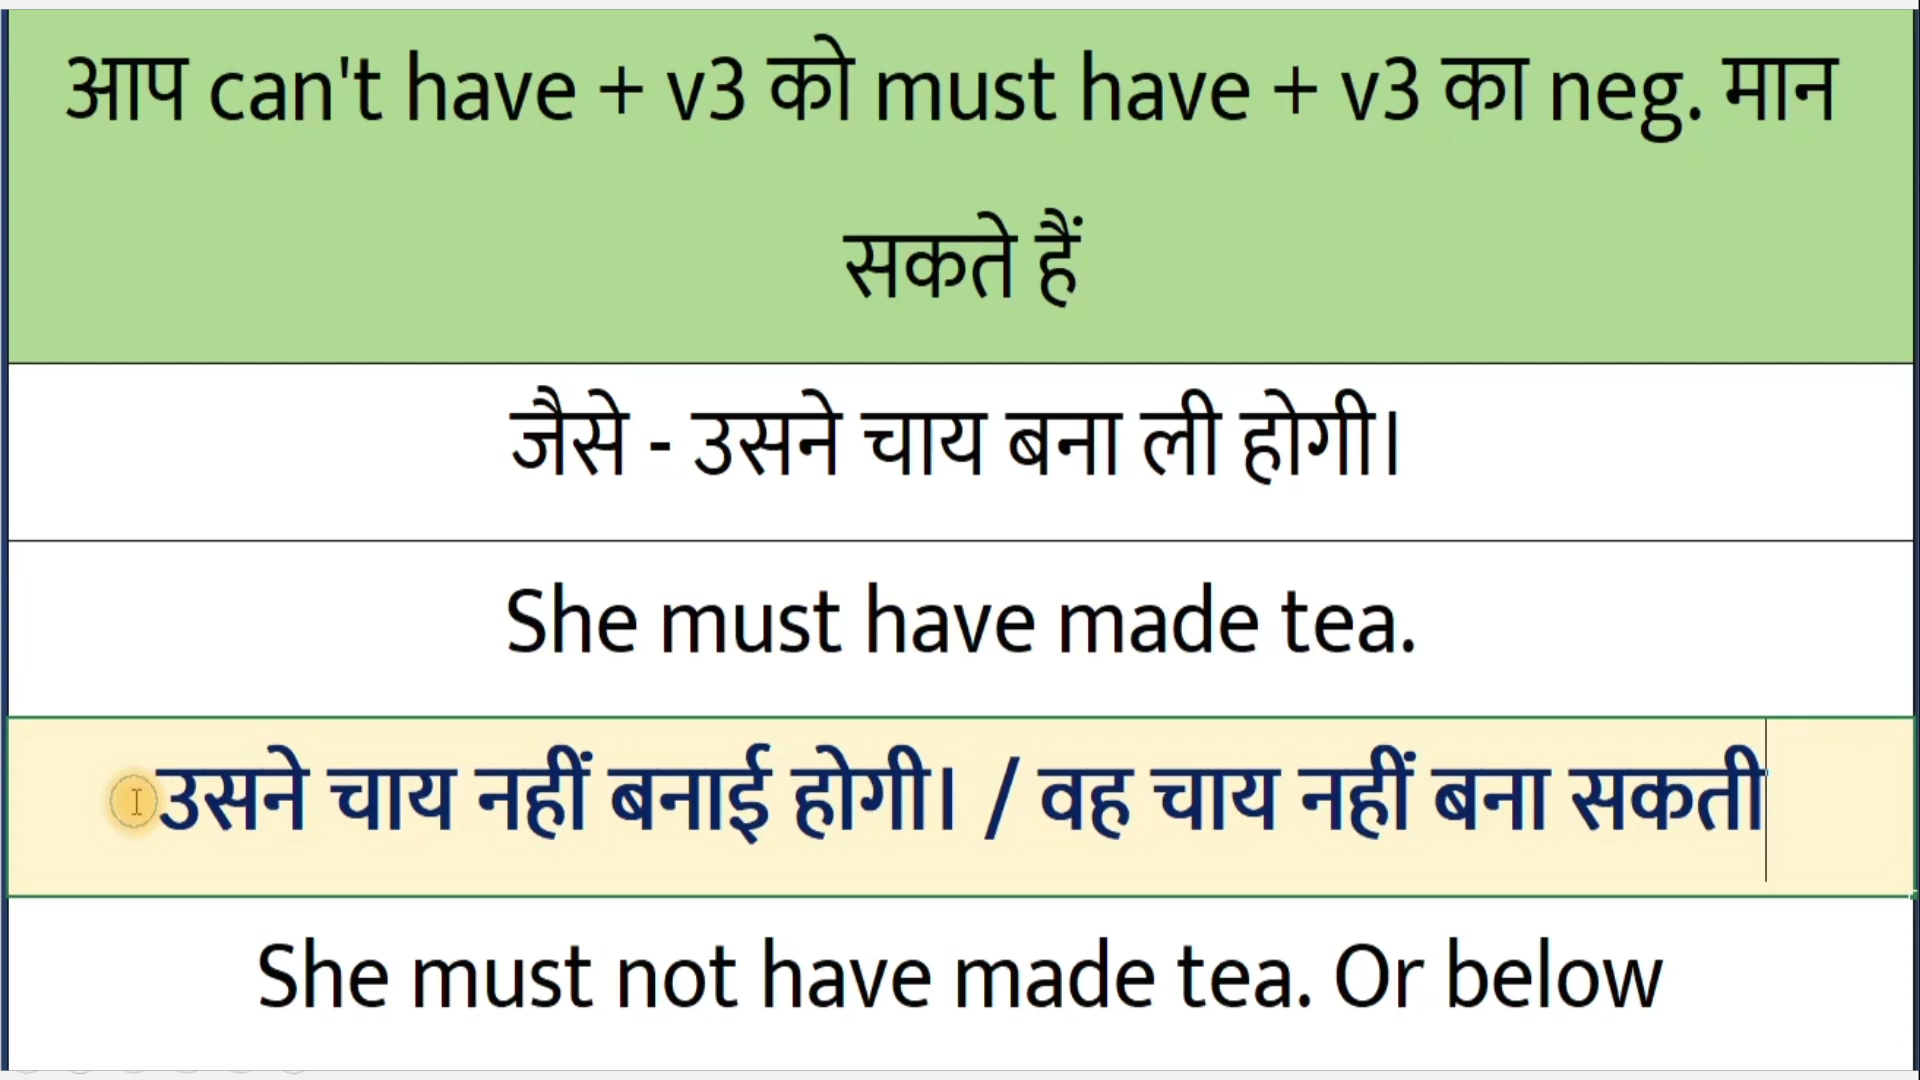 आप can't have + v3 को must have + v3 का neg. मान
सकते हैं
जैसे - उसने चाय बना ली होगी।
She must have made tea.
उसने चाय नहीं बनाई होगी। / वह चाय नहीं बना सकती
She must not have made tea. Or below